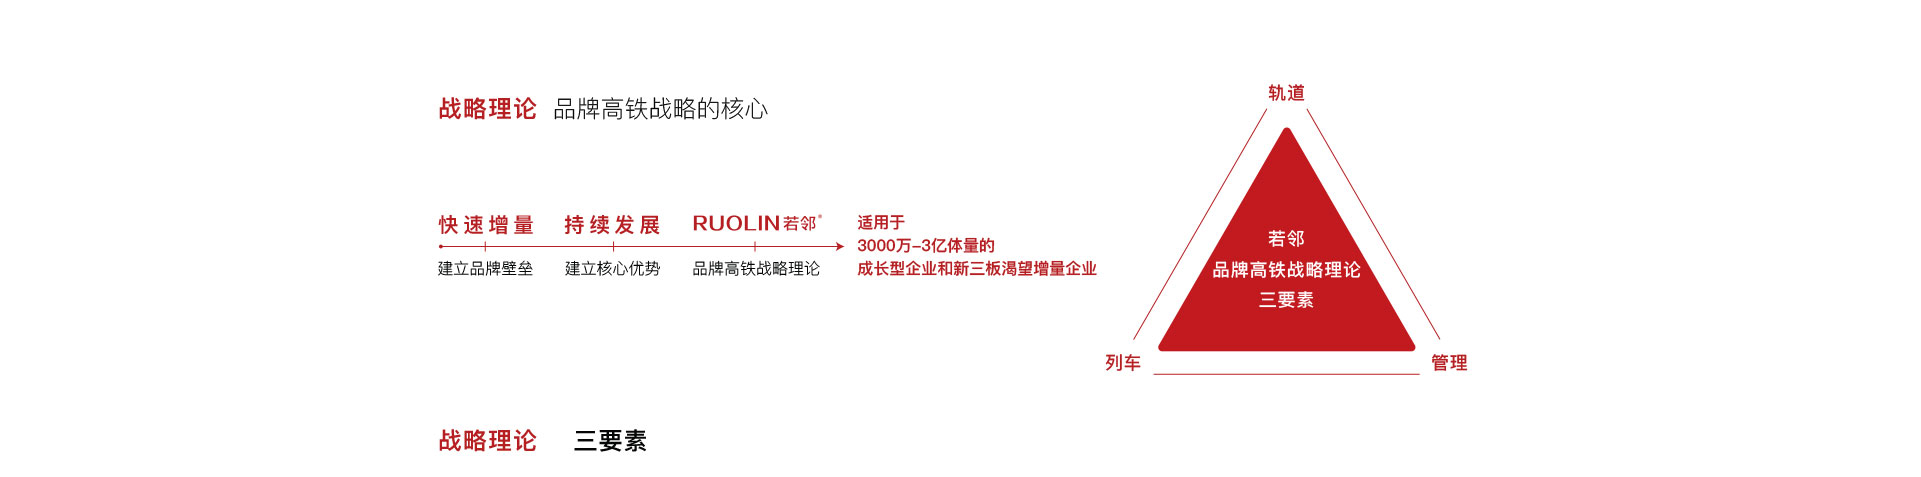 战略理论 品牌高铁战略的核心
快速增量 持续发展 RUOLIN若邻®
建立品牌壁垒 建立核心优势 品牌高铁战略理论
适用于
3000万-3亿体量的
成长型企业和新三板渴望增量企业
轨道
若邻
品牌高铁战略理论
三要素
列车 管理
战略理论 三要素